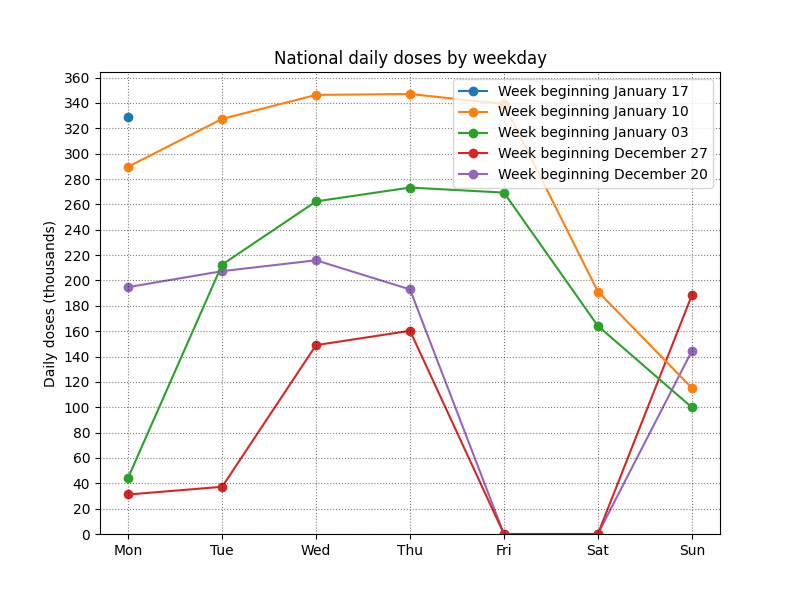 National daily doses by weekday
Daily doses (thousands)
360
340
320
300
280
260
240
220
200
180
160
140
120
100
80
60
40
20
0
Week beginning January 17
Week beginning January 10
Week beginning January 03
Week beginning December 27
Week beginning December 20
Mon Tue Wed Thu Fri Sat Sun